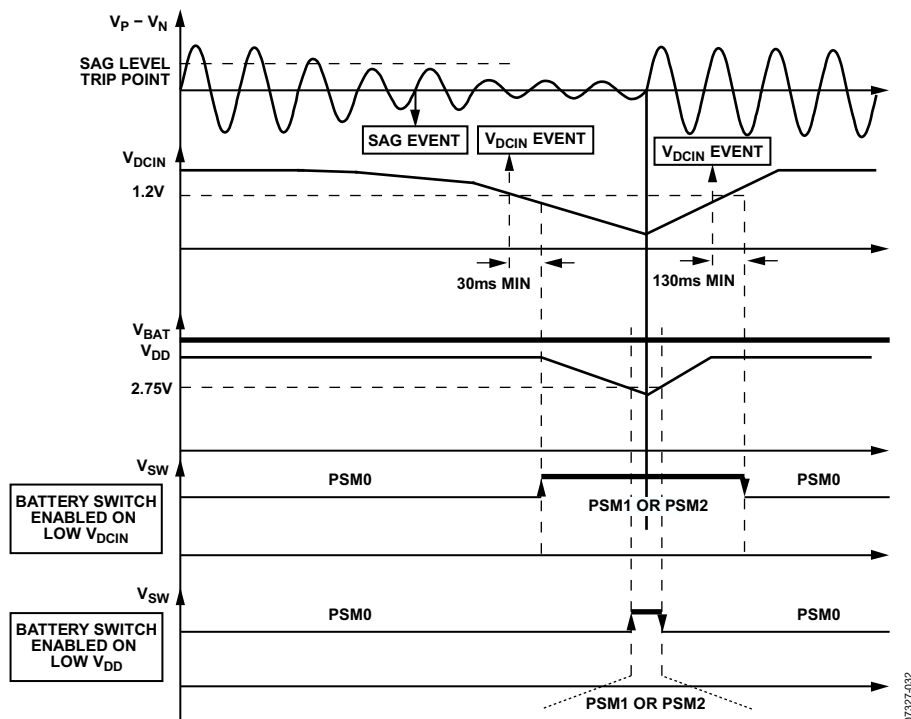 VP – VN
SAG LEVEL
TRIP POINT
SAG EVENT
VDCIN EVENT
VDCIN EVENT
VDCIN
1.2V
30ms MIN
130ms MIN
VBAT
VDD
2.75V
VSW
PSM0
PSM0
BATTERY SWITCH
ENABLED ON
LOW VDCIN
PSM1 OR PSM2
VSW
PSM0
PSM0
BATTERY SWITCH
ENABLED ON
LOW VDD
PSM1 OR PSM2
07327-032